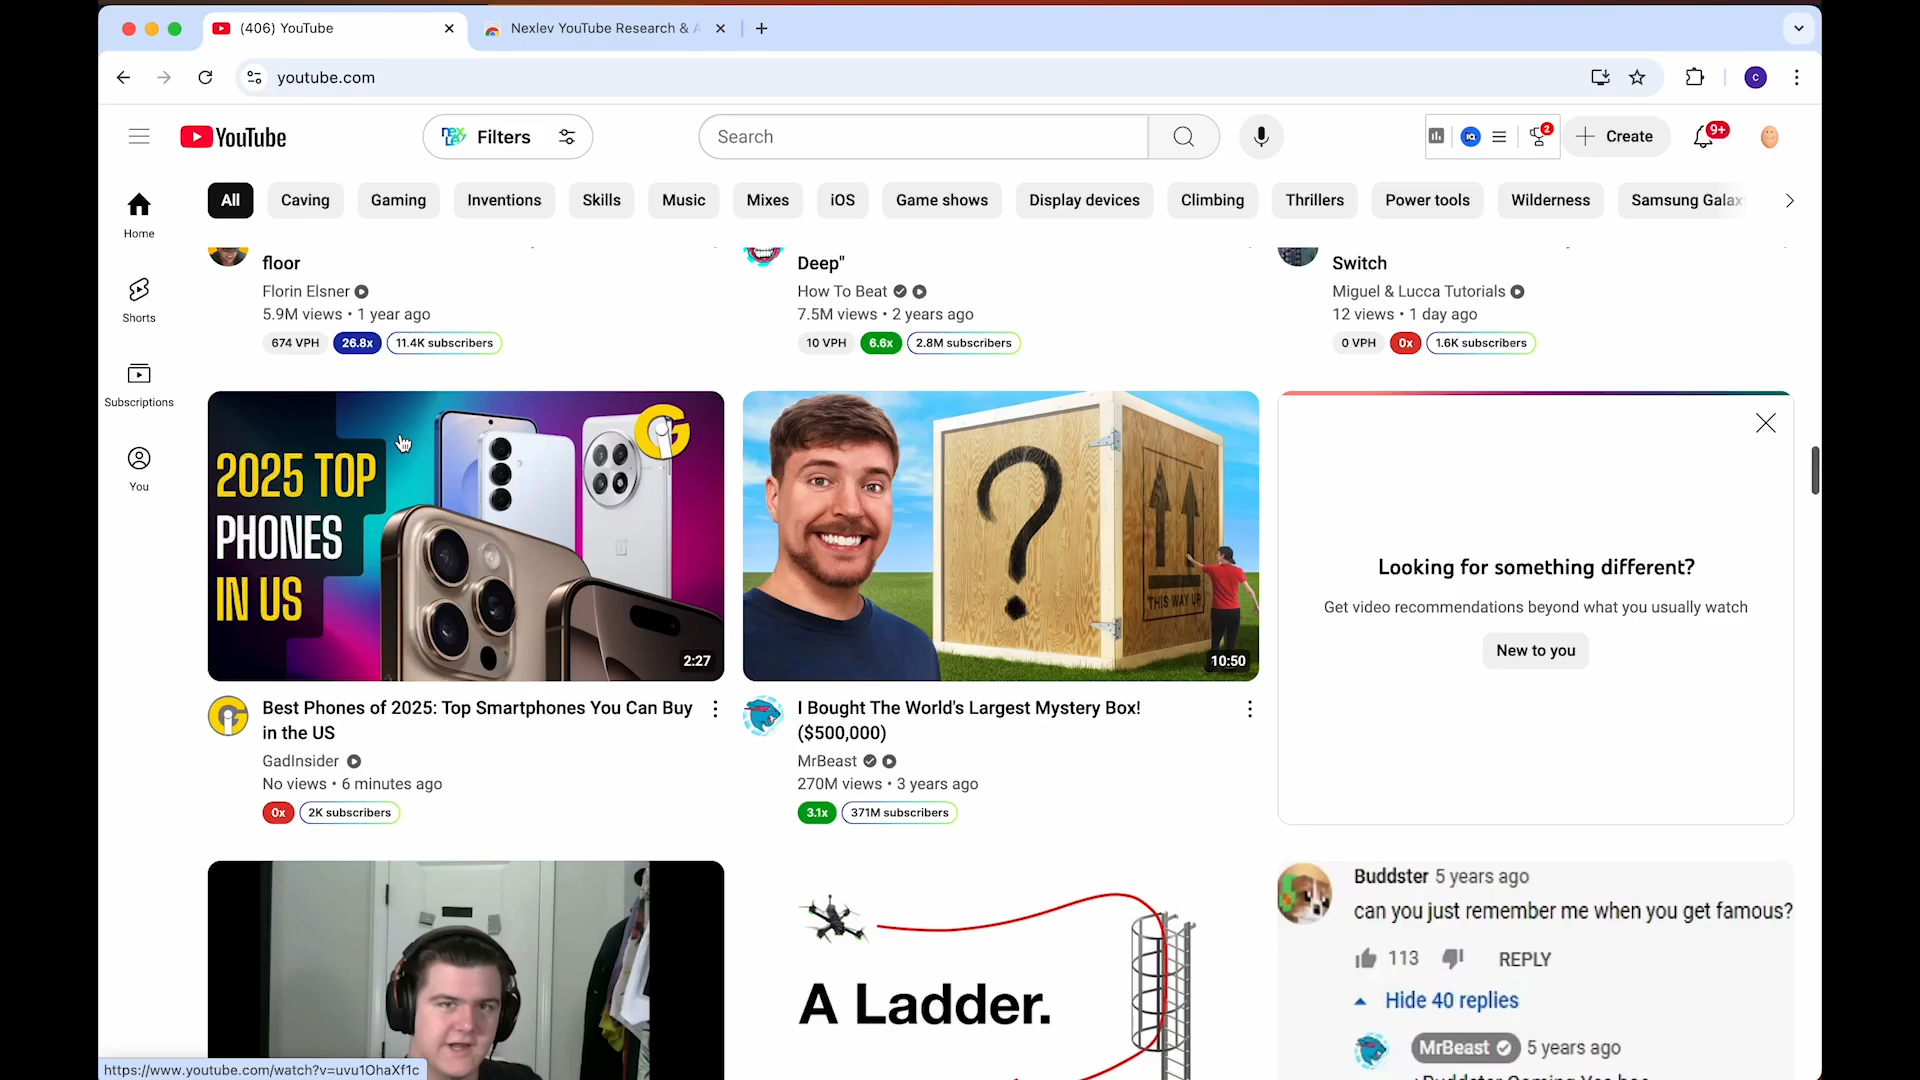 (406) YouTube
Nexlev YouTube Research & A
youtube.com
YouTube
nexlev
Filters
Search
IQ
2
Create
9+
C
All
Caving
Gaming
Inventions
Skills
Music
Mixes
iOS
Game shows
Display devices
Climbing
Thrillers
Power tools
Wilderness
Samsung Galax
Home
Shorts
Subscriptions
You
floor
Florin Elsner
5.9M views • 1 year ago
674 VPH
26.8x
11.4K subscribers
Deep"
How To Beat
7.5M views • 2 years ago
10 VPH
6.6x
2.8M subscribers
Switch
Miguel & Lucca Tutorials
12 views • 1 day ago
0 VPH
0x
1.6K subscribers
2025 TOP
PHONES
IN US
G
2:27
Best Phones of 2025: Top Smartphones You Can Buy
in the US
GadInsider
No views • 6 minutes ago
0x
2K subscribers
?
THIS WAY UP
10:50
I Bought The World's Largest Mystery Box!
($500,000)
MrBeast
270M views • 3 years ago
3.1x
371M subscribers
Looking for something different?
Get video recommendations beyond what you usually watch
New to you
A Ladder.
Buddster 5 years ago
can you just remember me when you get famous?
113
REPLY
Hide 40 replies
MrBeast 5 years ago
https://www.youtube.com/watch?v=uvu1OhaXf1c